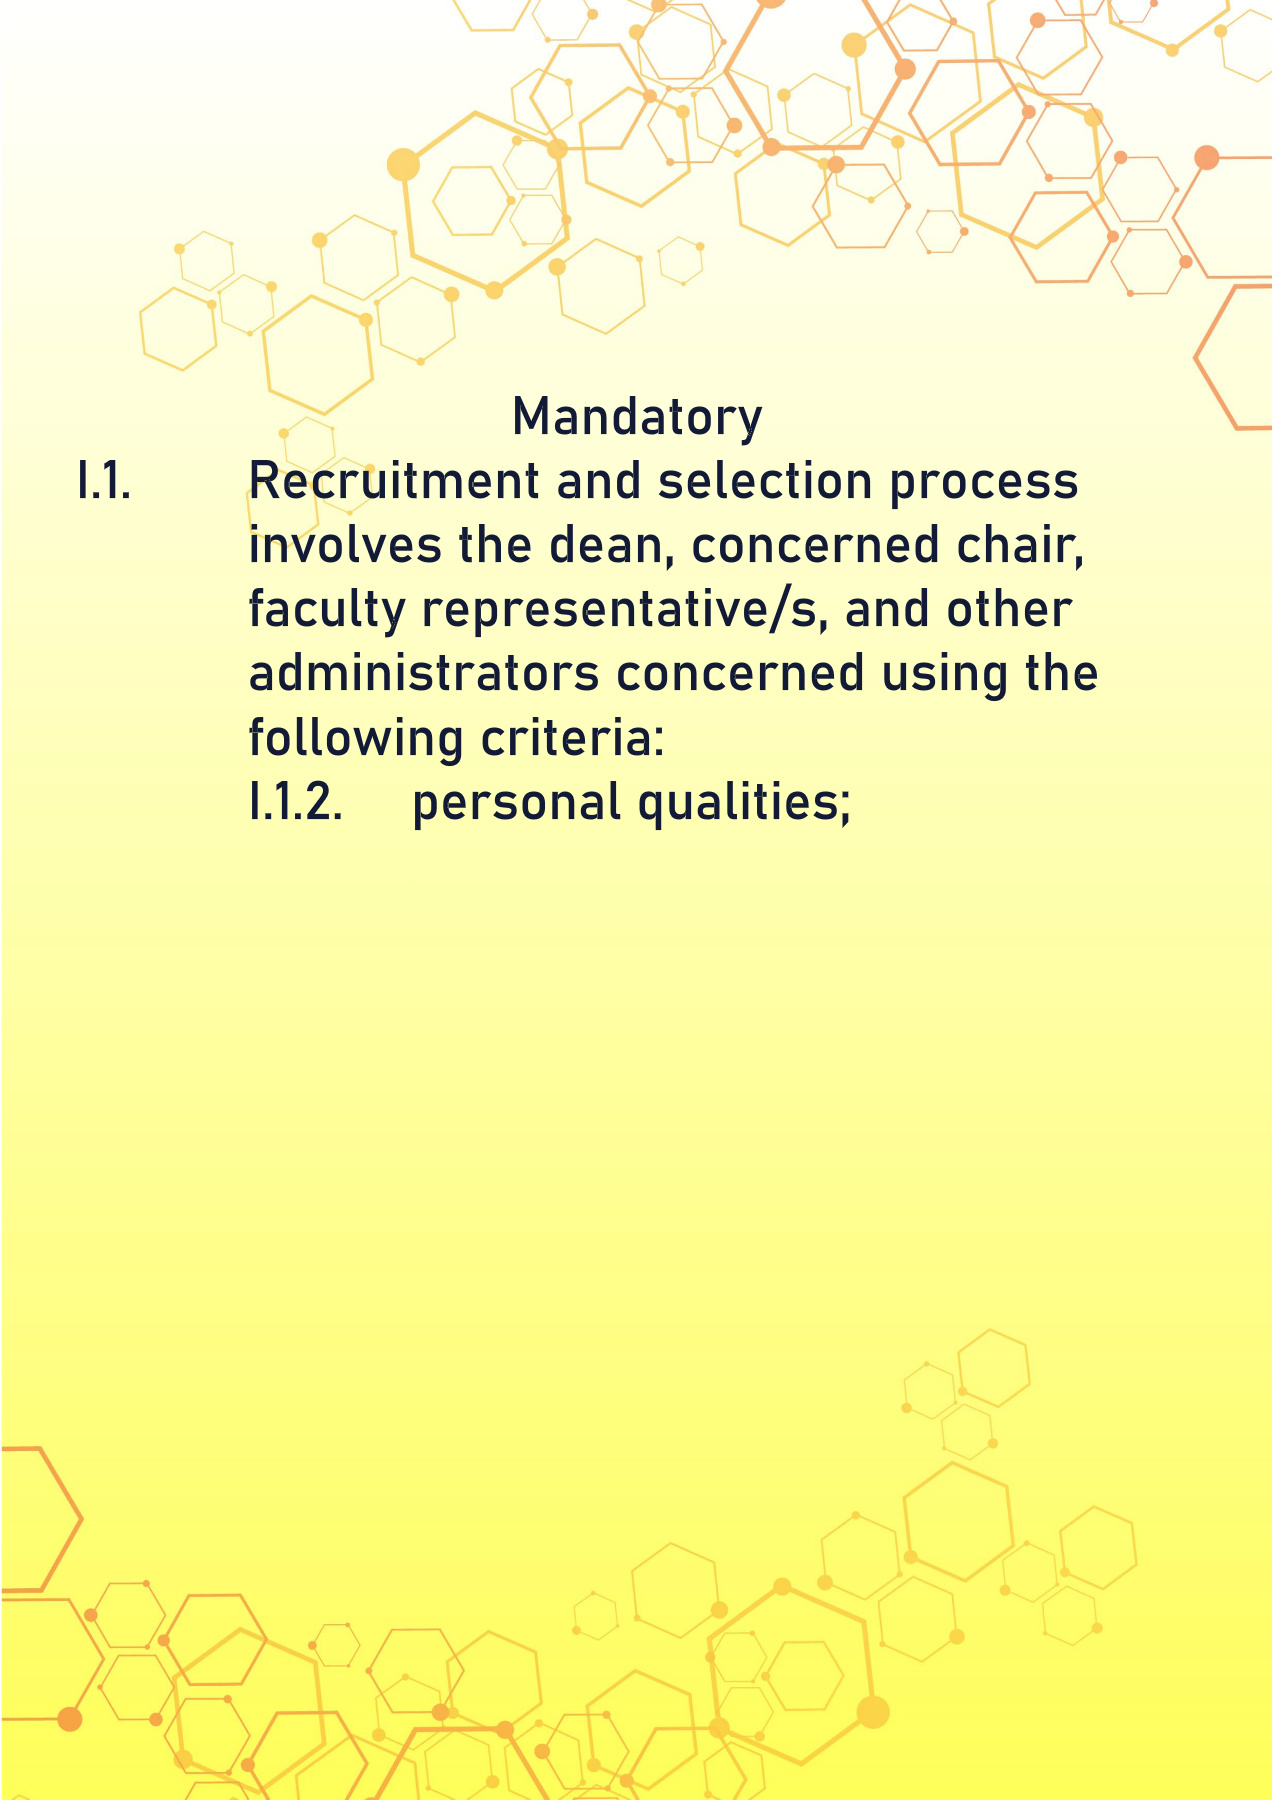 Mandatory
I.1. Recruitment and selection process
involves the dean, concerned chair,
faculty representative/s, and other
administrators concerned using the
following criteria:
I.1.2. personal qualities;